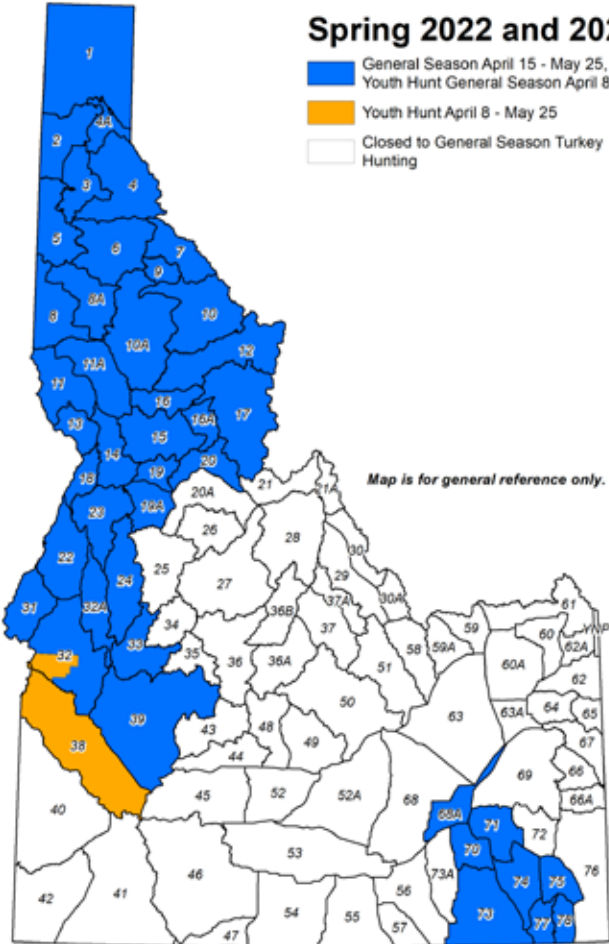 Spring 2022 and 202
General Season April 15 - May 25,
Youth Hunt General Season April 8
Youth Hunt April 8 - May 25
Closed to General Season Turkey
Hunting
1
4A
2
3
4
5
6
7
9
8A
8
10
10A
12
11A
11
16
17
16A
13
15
14
20
19
18
21
Map is for general reference only.
20A
21A
19A
23
26
28
30
22
25
24
27
29
31
32A
36B
37A
30A
34
37
61
33
35
36
36A
51
58
59A
59
60
YNP
62A
32
60A
62
39
50
38
43
48
49
63
63A
64
65
44
67
69
66
40
45
52
52A
68
66A
68A
71
72
53
70
46
73A
74
75
76
42
41
56
54
55
57
73
77
78
47